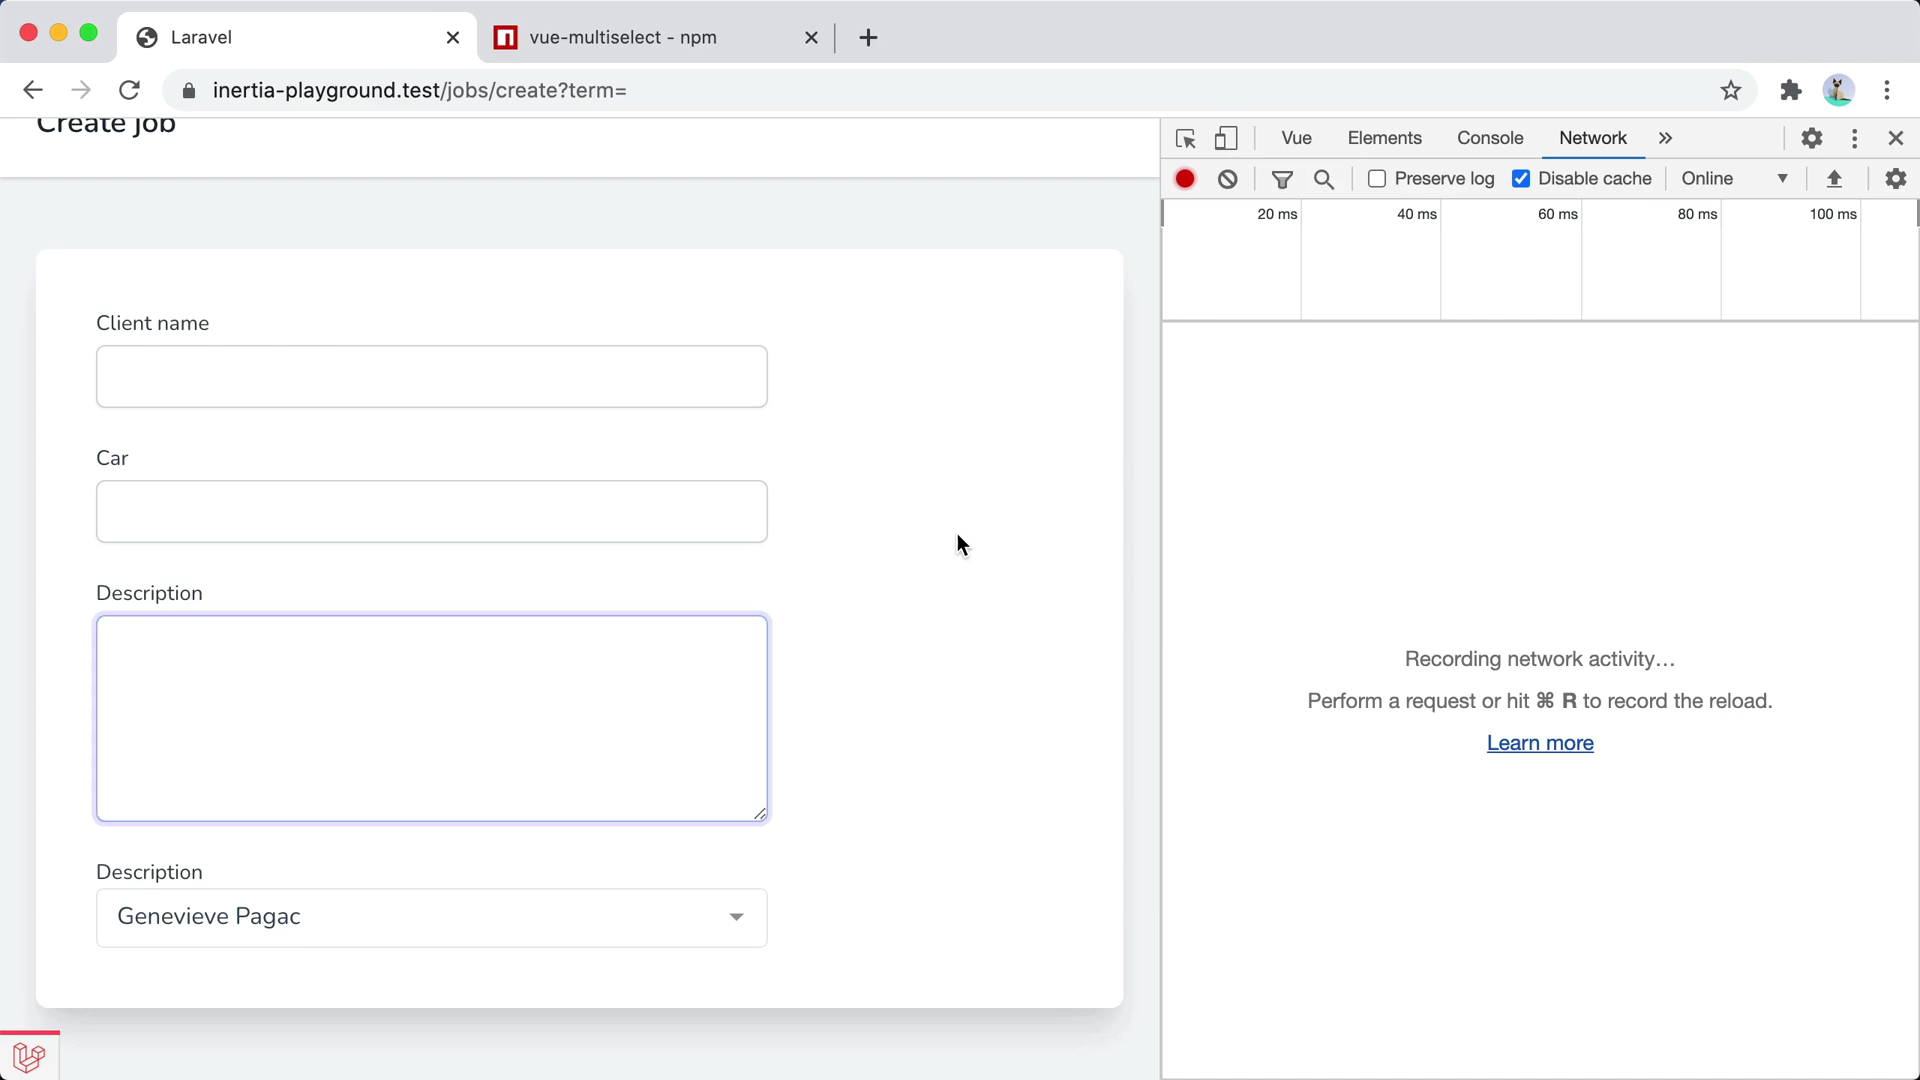 Laravel
vue-multiselect - npm
inertia-playground.test/jobs/create?term=
Create job
Client name
Car
Description
Description
Genevieve Pagac
Vue Elements Console Network
Preserve log Disable cache Online
20 ms 40 ms 60 ms 80 ms 100 ms
Recording network activity…
Perform a request or hit ⌘ R to record the reload.
Learn more